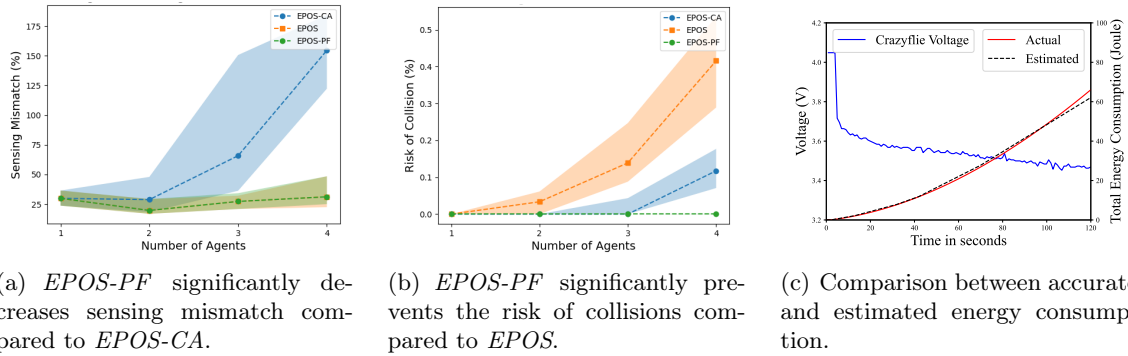 EPOS-CA
EPOS
EPOS-PF
175
150
125
100
75
50
25
Sensing Mismatch (%)
1 2 3 4
Number of Agents
EPOS-CA
EPOS
EPOS-PF
0.5
0.4
0.3
0.2
0.1
0.0
Risk of Collision (%)
1 2 3 4
Number of Agents
Crazyflie Voltage
Actual
Estimated
4.2
4.0
3.8
3.6
3.4
3.2
Voltage (V)
100
80
60
40
20
0
Total Energy Consumption (Joule)
0 20 40 60 80 100 120
Time in seconds
(a) EPOS-PF significantly de-
creases sensing mismatch com-
pared to EPOS-CA.
(b) EPOS-PF significantly pre-
vents the risk of collisions com-
pared to EPOS.
(c) Comparison between accurate
and estimated energy consump-
tion.